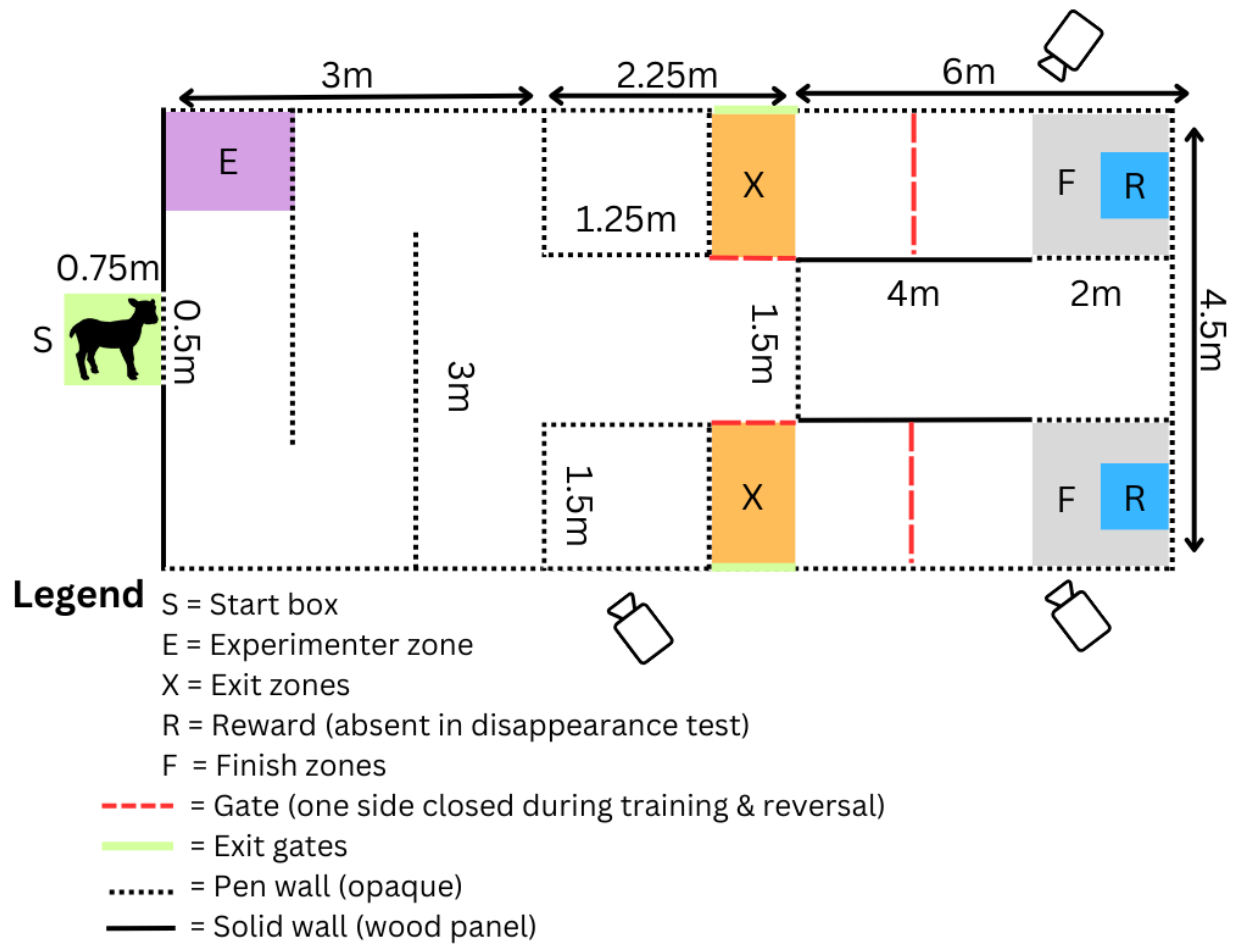 3m
2.25m
6m
E
X
F
R
1.25m
0.75m
S
0.5m
3m
1.5m
4m
2m
4.5m
1.5m
X
F
R
Legend
S = Start box
E = Experimenter zone
X = Exit zones
R = Reward (absent in disappearance test)
F = Finish zones
= Gate (one side closed during training & reversal)
= Exit gates
= Pen wall (opaque)
= Solid wall (wood panel)